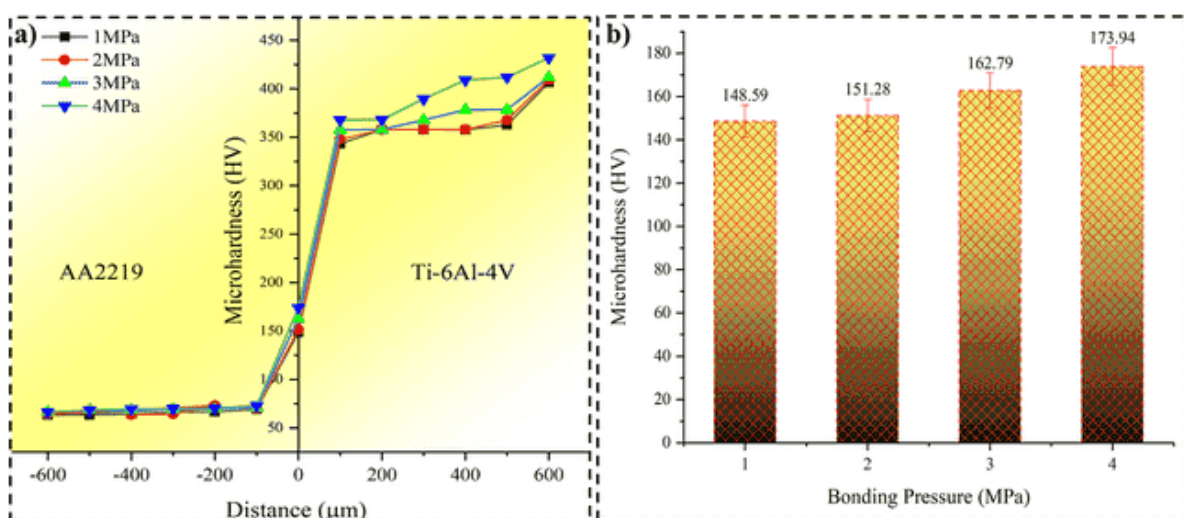 a)
1MPa
2MPa
3MPa
4MPa
450
400
350
300
250
200
150
100
50
Microhardness (HV)
AA2219
Ti-6Al-4V
-600 -400 -200 0 200 400 600
Distance (μm)
b)
180
160
140
120
100
80
60
40
20
0
Microhardness (HV)
148.59
151.28
162.79
173.94
1 2 3 4
Bonding Pressure (MPa)